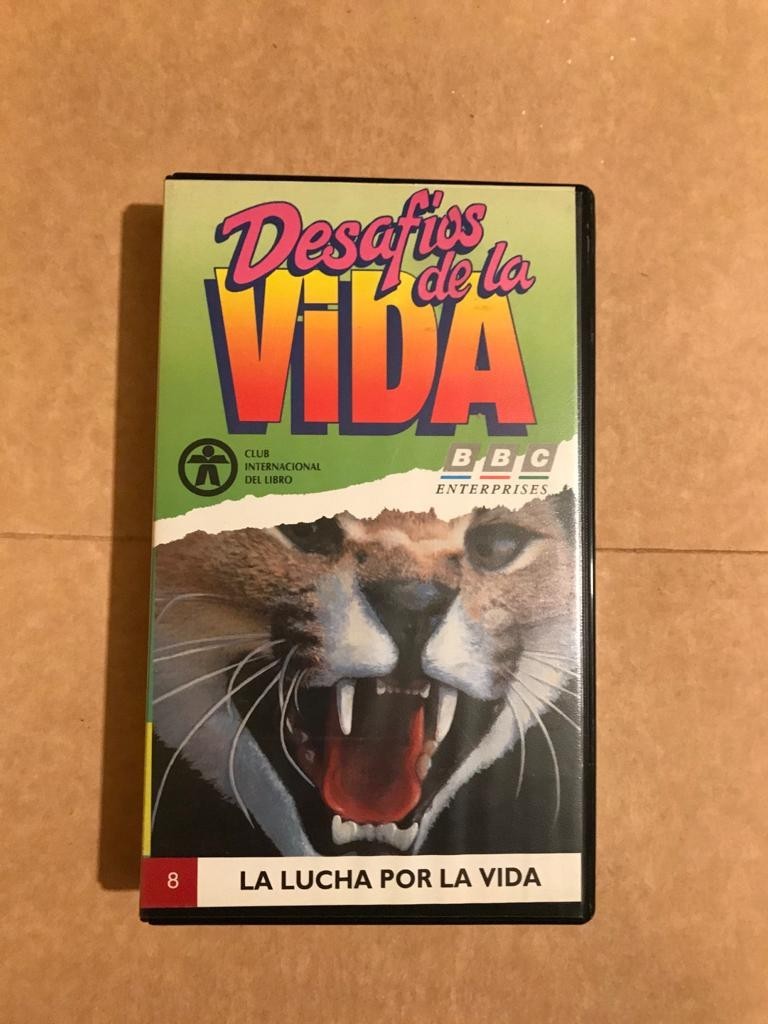 Desafíos
de la
ViDA
CLUB
INTERNACIONAL
DEL LIBRO
BBC
ENTERPRISES
8
LA LUCHA POR LA VIDA